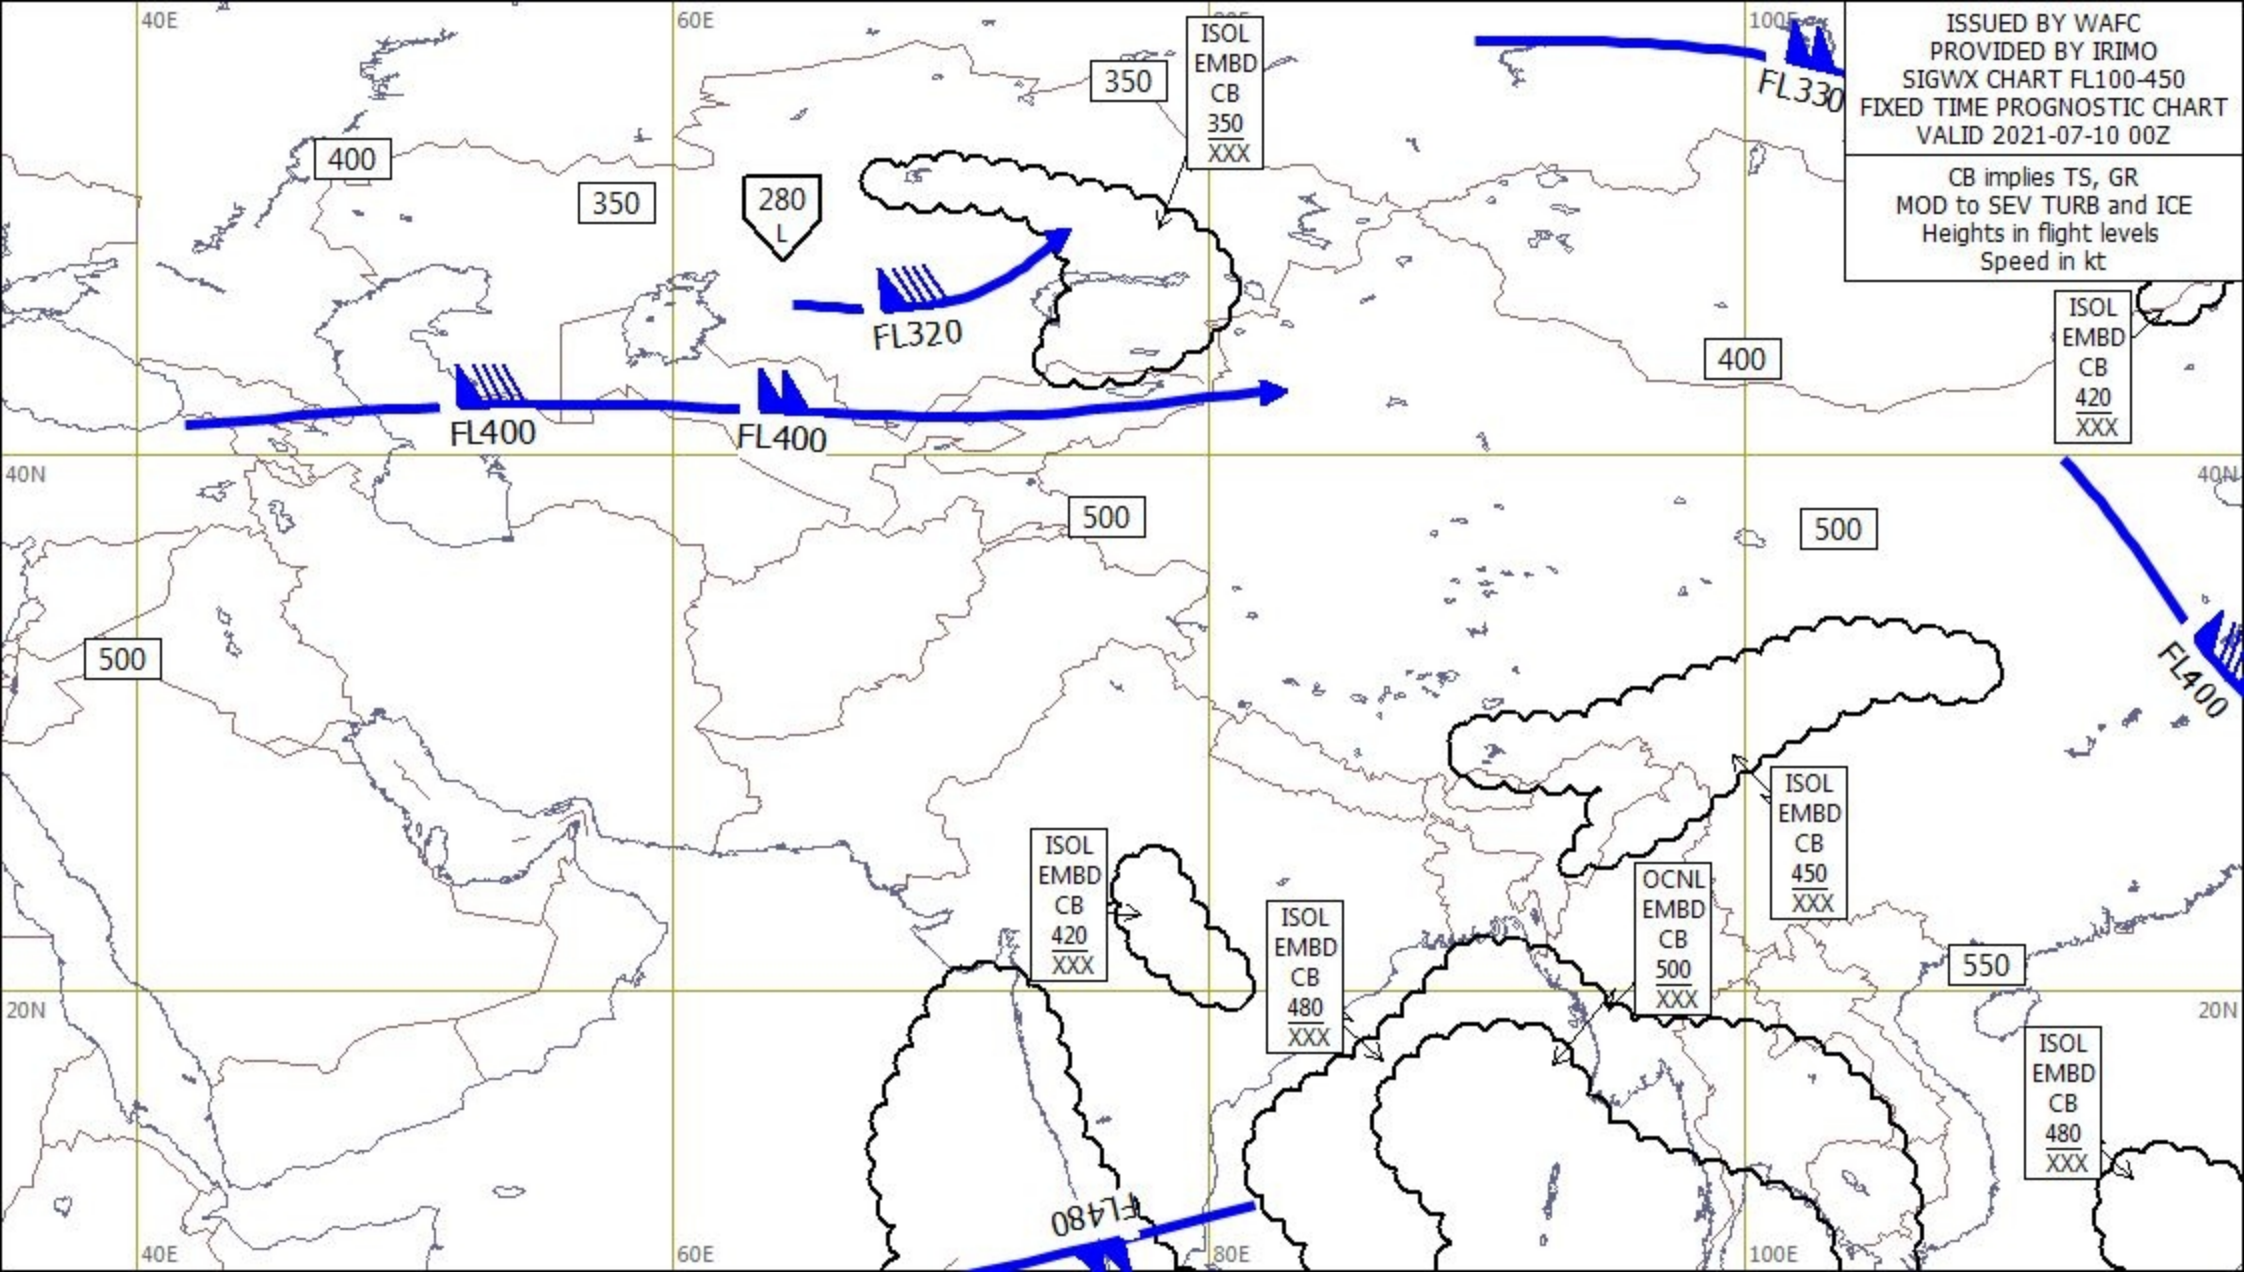 40E
60E
80E
100E
ISSUED BY WAFC
PROVIDED BY IRIMO
SIGWX CHART FL100-450
FIXED TIME PROGNOSTIC CHART
VALID 2021-07-10 00Z
CB implies TS, GR
MOD to SEV TURB and ICE
Heights in flight levels
Speed in kt
ISOL
EMBD
CB
350
XXX
350
FL330
400
350
280
L
FL320
ISOL
EMBD
CB
420
XXX
400
FL400
FL400
40N
40N
500
500
500
FL400
ISOL
EMBD
CB
450
XXX
ISOL
EMBD
CB
420
XXX
OCNL
EMBD
CB
500
XXX
ISOL
EMBD
CB
480
XXX
550
20N
20N
ISOL
EMBD
CB
480
XXX
FL480
40E
60E
80E
100E